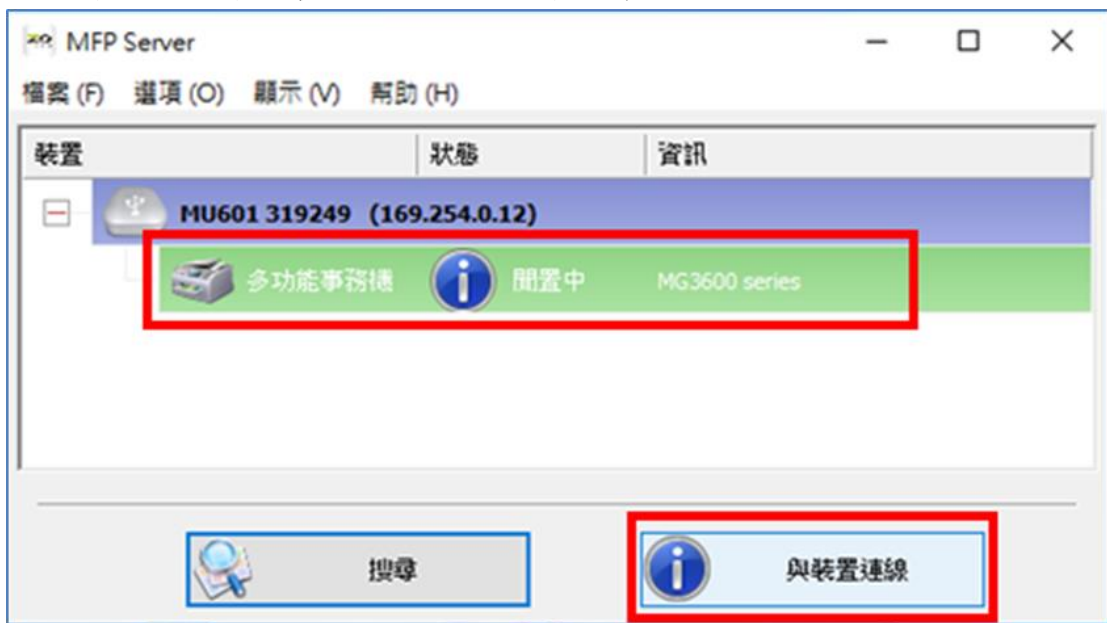 MFP Server
檔案 (F) 選項 (O) 顯示 (V) 幫助 (H)
裝置 狀態 資訊
MU601 319249 (169.254.0.12)
多功能事務機 閒置中 MG3600 series
搜尋 與裝置連線